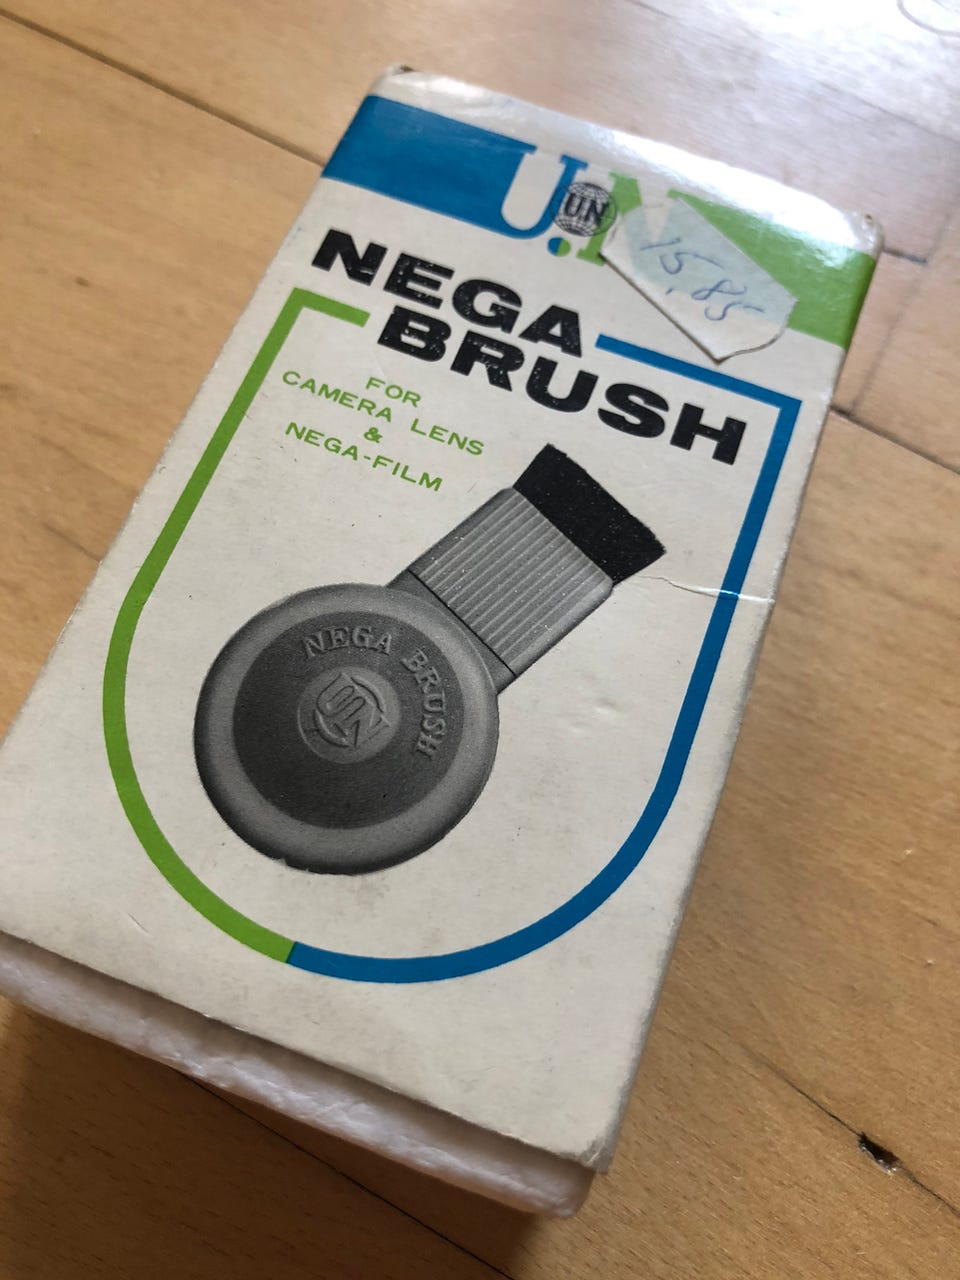 U.N
UN
15,85
NEGA
BRUSH
FOR
CAMERA LENS
&
NEGA-FILM
NEGA BRUSH
UN